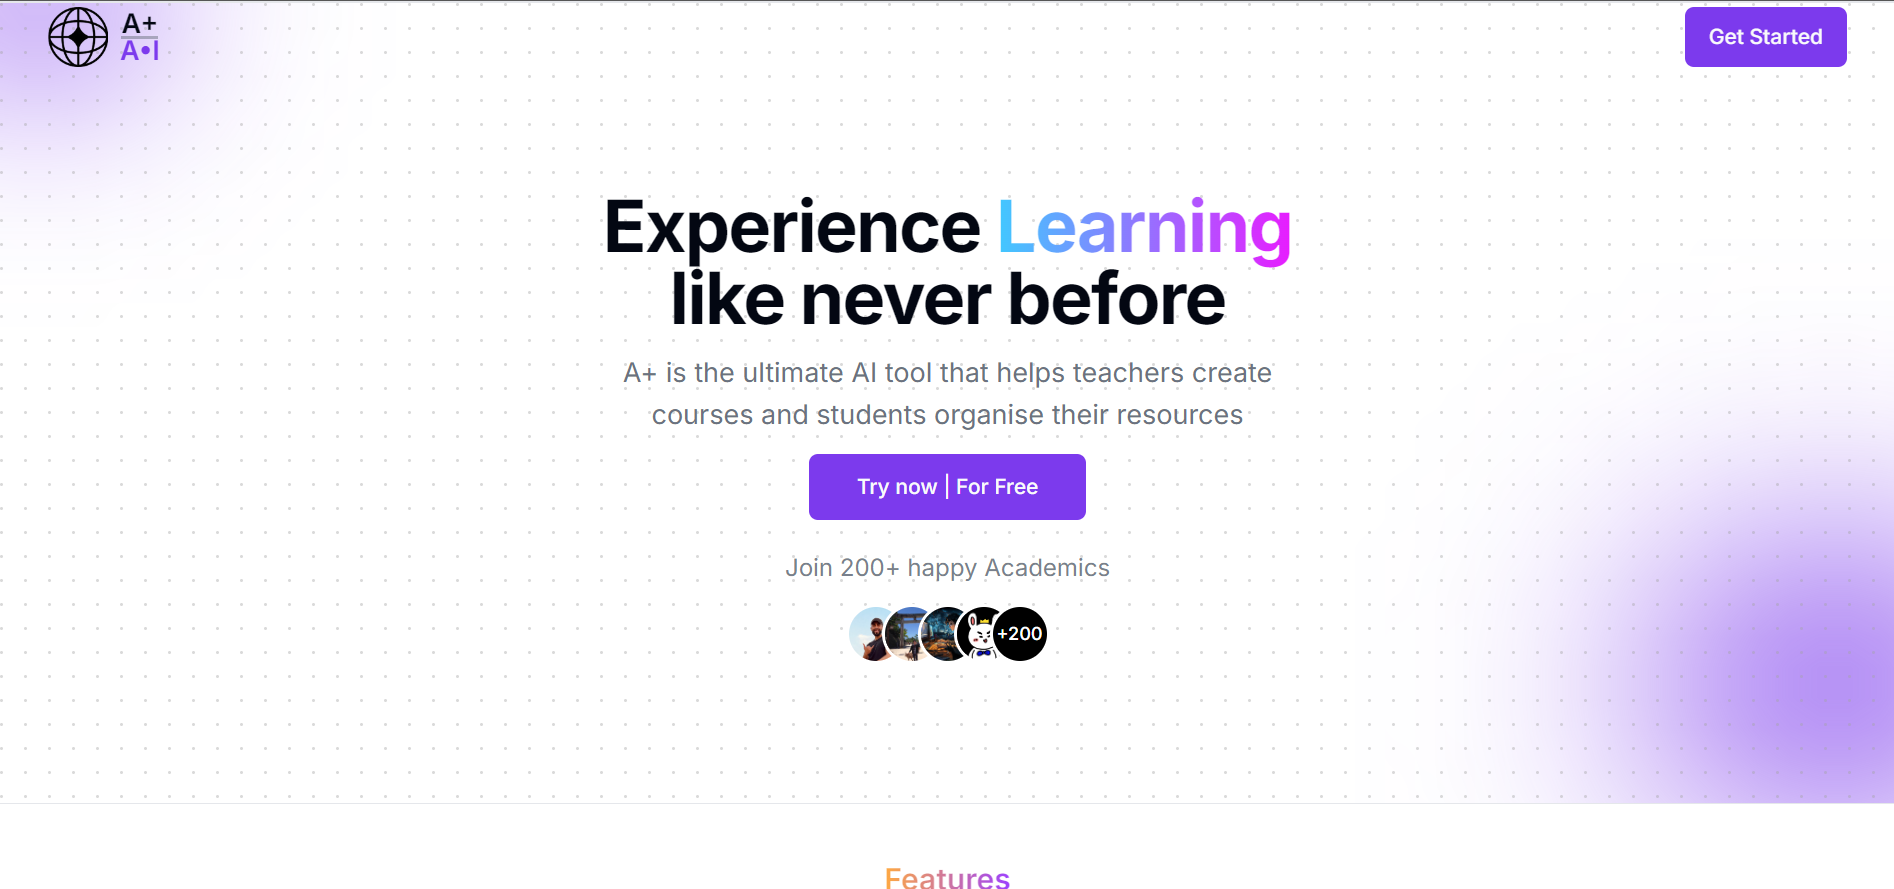 A+
A•I
Get Started
Experience Learning
like never before
A+ is the ultimate AI tool that helps teachers create
courses and students organise their resources
Try now | For Free
Join 200+ happy Academics
+200
Features